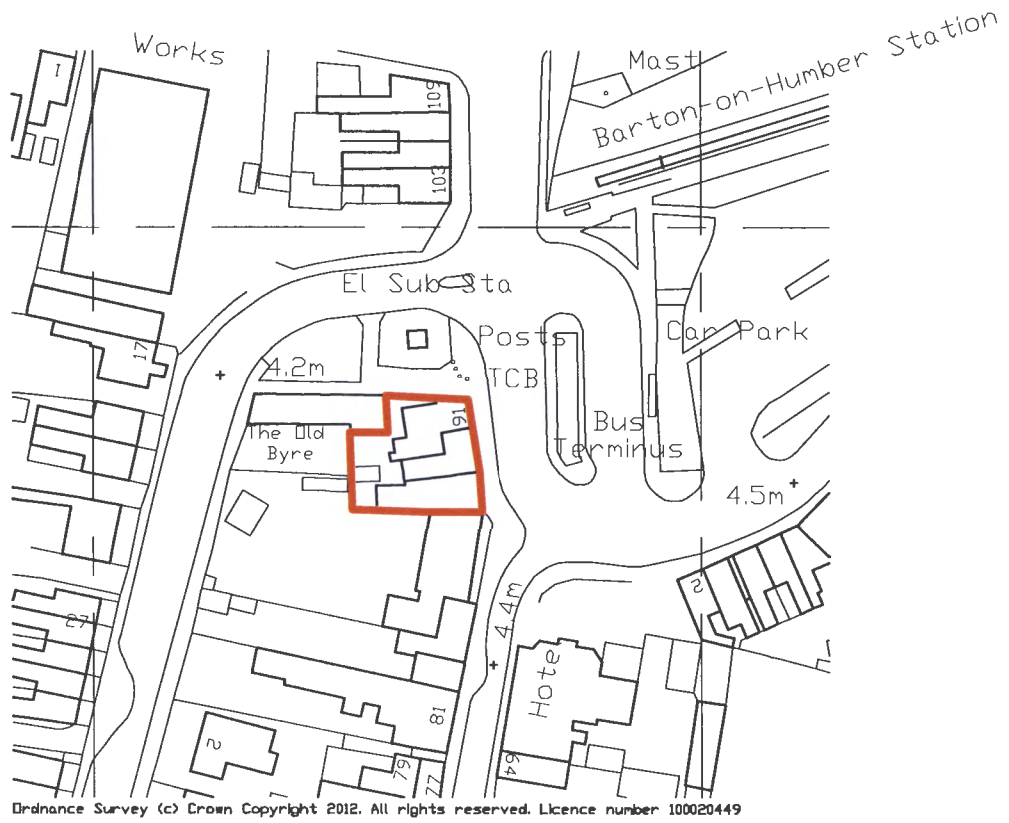 Works
Mast
Barton-on-Humber Station
1
109
103
El Sub Sta
Posts
Car Park
17
4.2m
TCB
91
The Old
Byre
Bus
Terminus
4.5m
2
4.4m
27
Hote
81
2
64
79
77
Ordnance Survey (c) Crown Copyright 2012. All rights reserved. Licence number 100020449